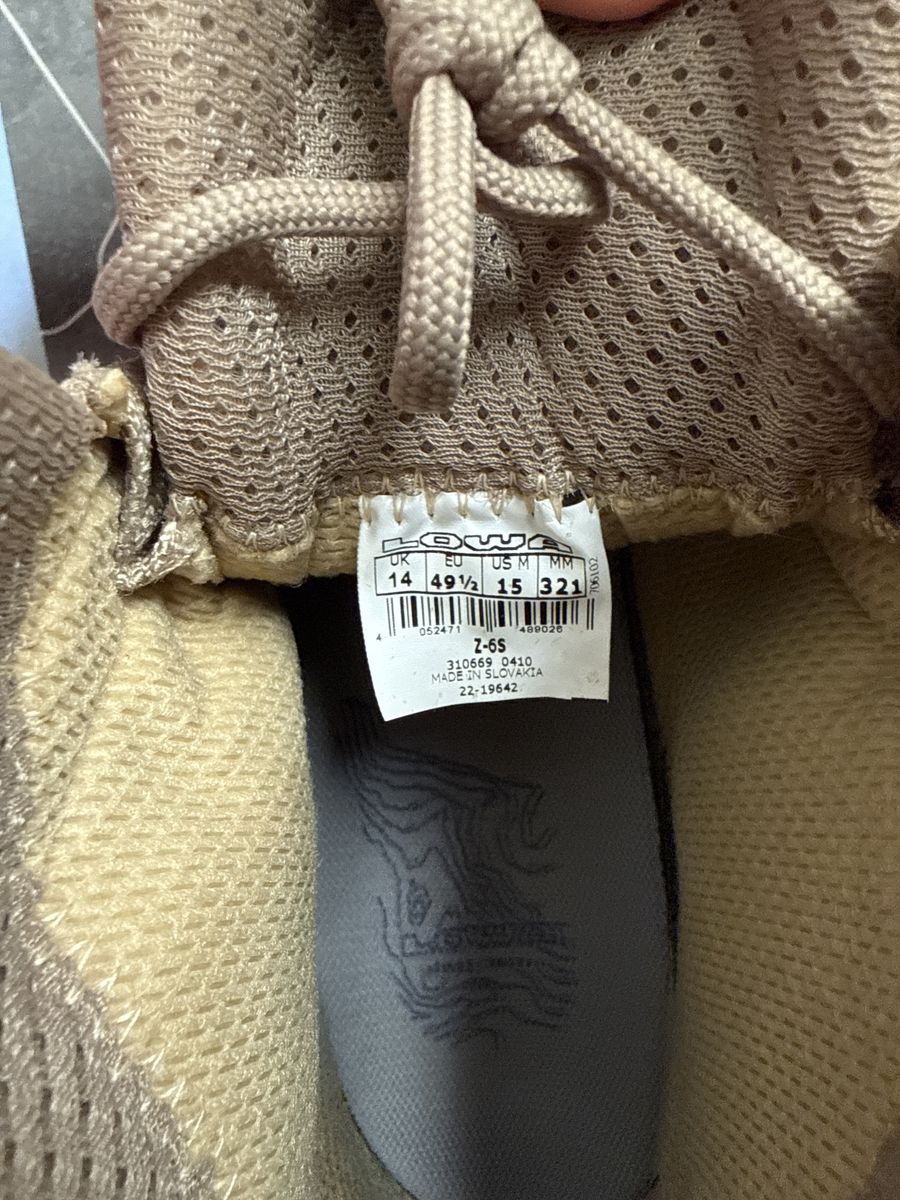 LOWA
UK EU US M MM
14 49½ 15 321
4 052471 489026
Z-6S
310669 0410
MADE IN SLOVAKIA
22-19642